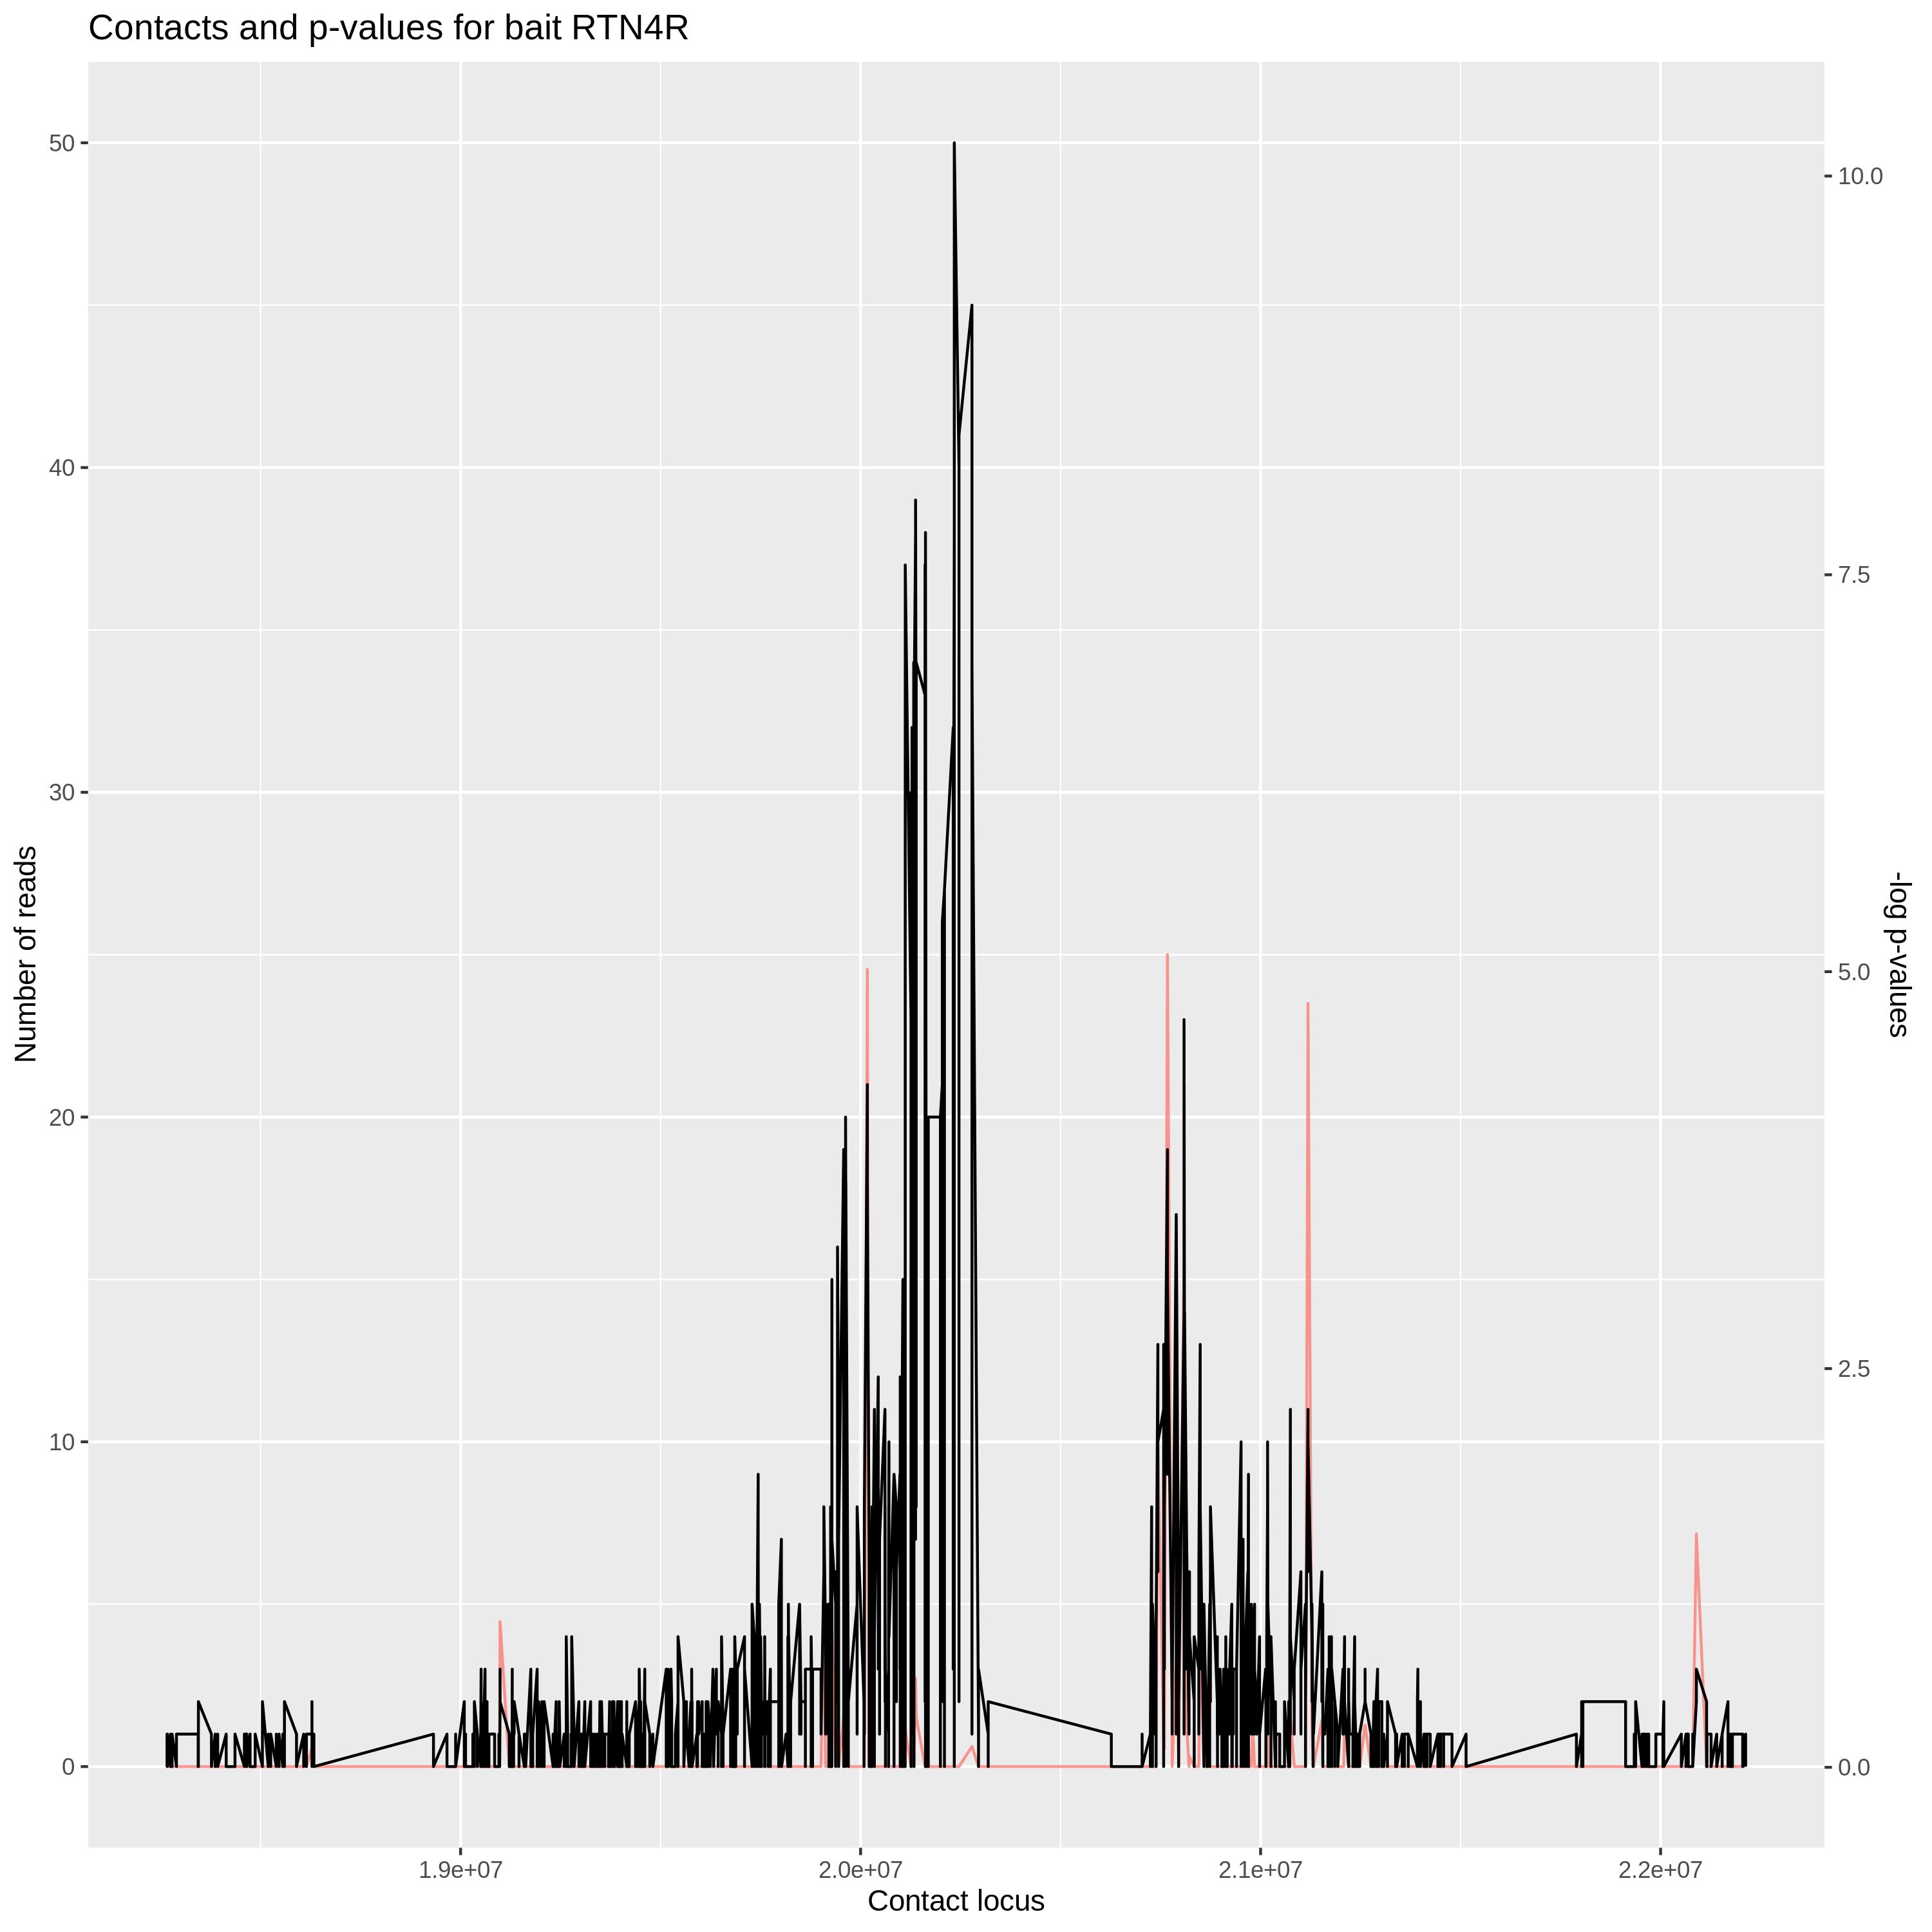 Contacts and p-values for bait RTN4R
50
40
30
20
10
0
Number of reads
10.0
7.5
5.0
2.5
0.0
-log p-values
1.9e+07
2.0e+07
2.1e+07
2.2e+07
Contact locus